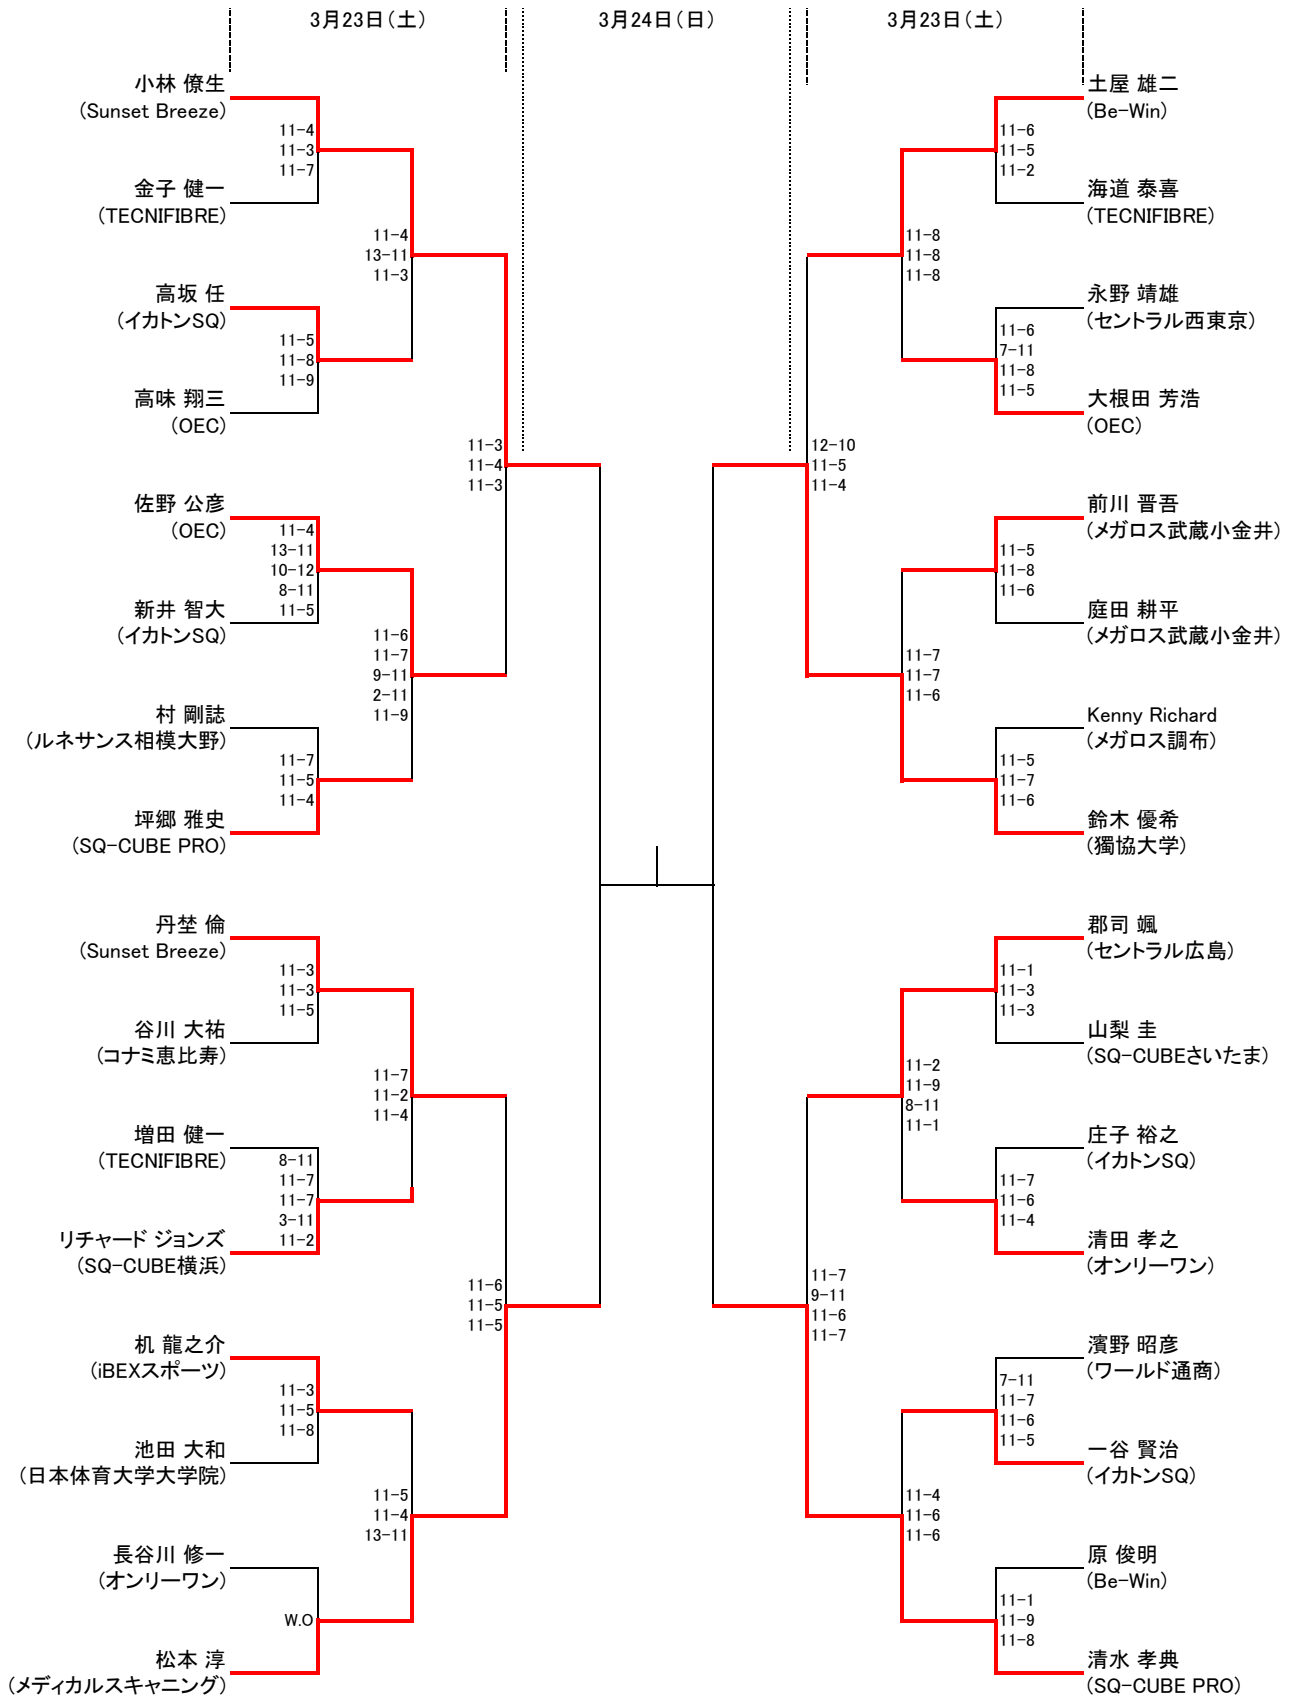 3月23日(土)
3月24日(日)
3月23日(土)
小林 僚生
(Sunset Breeze)
11-4
11-3
11-7
金子 健一
(TECNIFIBRE)
11-4
13-11
11-3
高坂 任
(イカトンSQ)
11-5
11-8
11-9
高味 翔三
(OEC)
11-3
11-4
11-3
佐野 公彦
(OEC)
11-4
13-11
10-12
8-11
11-5
新井 智大
(イカトンSQ)
11-6
11-7
9-11
2-11
11-9
村 剛誌
(ルネサンス相模大野)
11-7
11-5
11-4
坪郷 雅史
(SQ-CUBE PRO)
丹埜 倫
(Sunset Breeze)
11-3
11-3
11-5
谷川 大祐
(コナミ恵比寿)
11-7
11-2
11-4
増田 健一
(TECNIFIBRE)
8-11
11-7
11-7
3-11
11-2
リチャード ジョンズ
(SQ-CUBE横浜)
11-6
11-5
11-5
机 龍之介
(iBEXスポーツ)
11-3
11-5
11-8
池田 大和
(日本体育大学大学院)
11-5
11-4
13-11
長谷川 修一
(オンリーワン)
W.O
松本 淳
(メディカルスキャニング)
土屋 雄二
(Be-Win)
11-6
11-5
11-2
海道 泰喜
(TECNIFIBRE)
11-8
11-8
11-8
永野 靖雄
(セントラル西東京)
11-6
7-11
11-8
11-5
大根田 芳浩
(OEC)
12-10
11-5
11-4
前川 晋吾
(メガロス武蔵小金井)
11-5
11-8
11-6
庭田 耕平
(メガロス武蔵小金井)
11-7
11-7
11-6
Kenny Richard
(メガロス調布)
11-5
11-7
11-6
鈴木 優希
(獨協大学)
郡司 颯
(セントラル広島)
11-1
11-3
11-3
山梨 圭
(SQ-CUBEさいたま)
11-2
11-9
8-11
11-1
庄子 裕之
(イカトンSQ)
11-7
11-6
11-4
清田 孝之
(オンリーワン)
11-7
9-11
11-6
11-7
濱野 昭彦
(ワールド通商)
7-11
11-7
11-6
11-5
一谷 賢治
(イカトンSQ)
11-4
11-6
11-6
原 俊明
(Be-Win)
11-1
11-9
11-8
清水 孝典
(SQ-CUBE PRO)